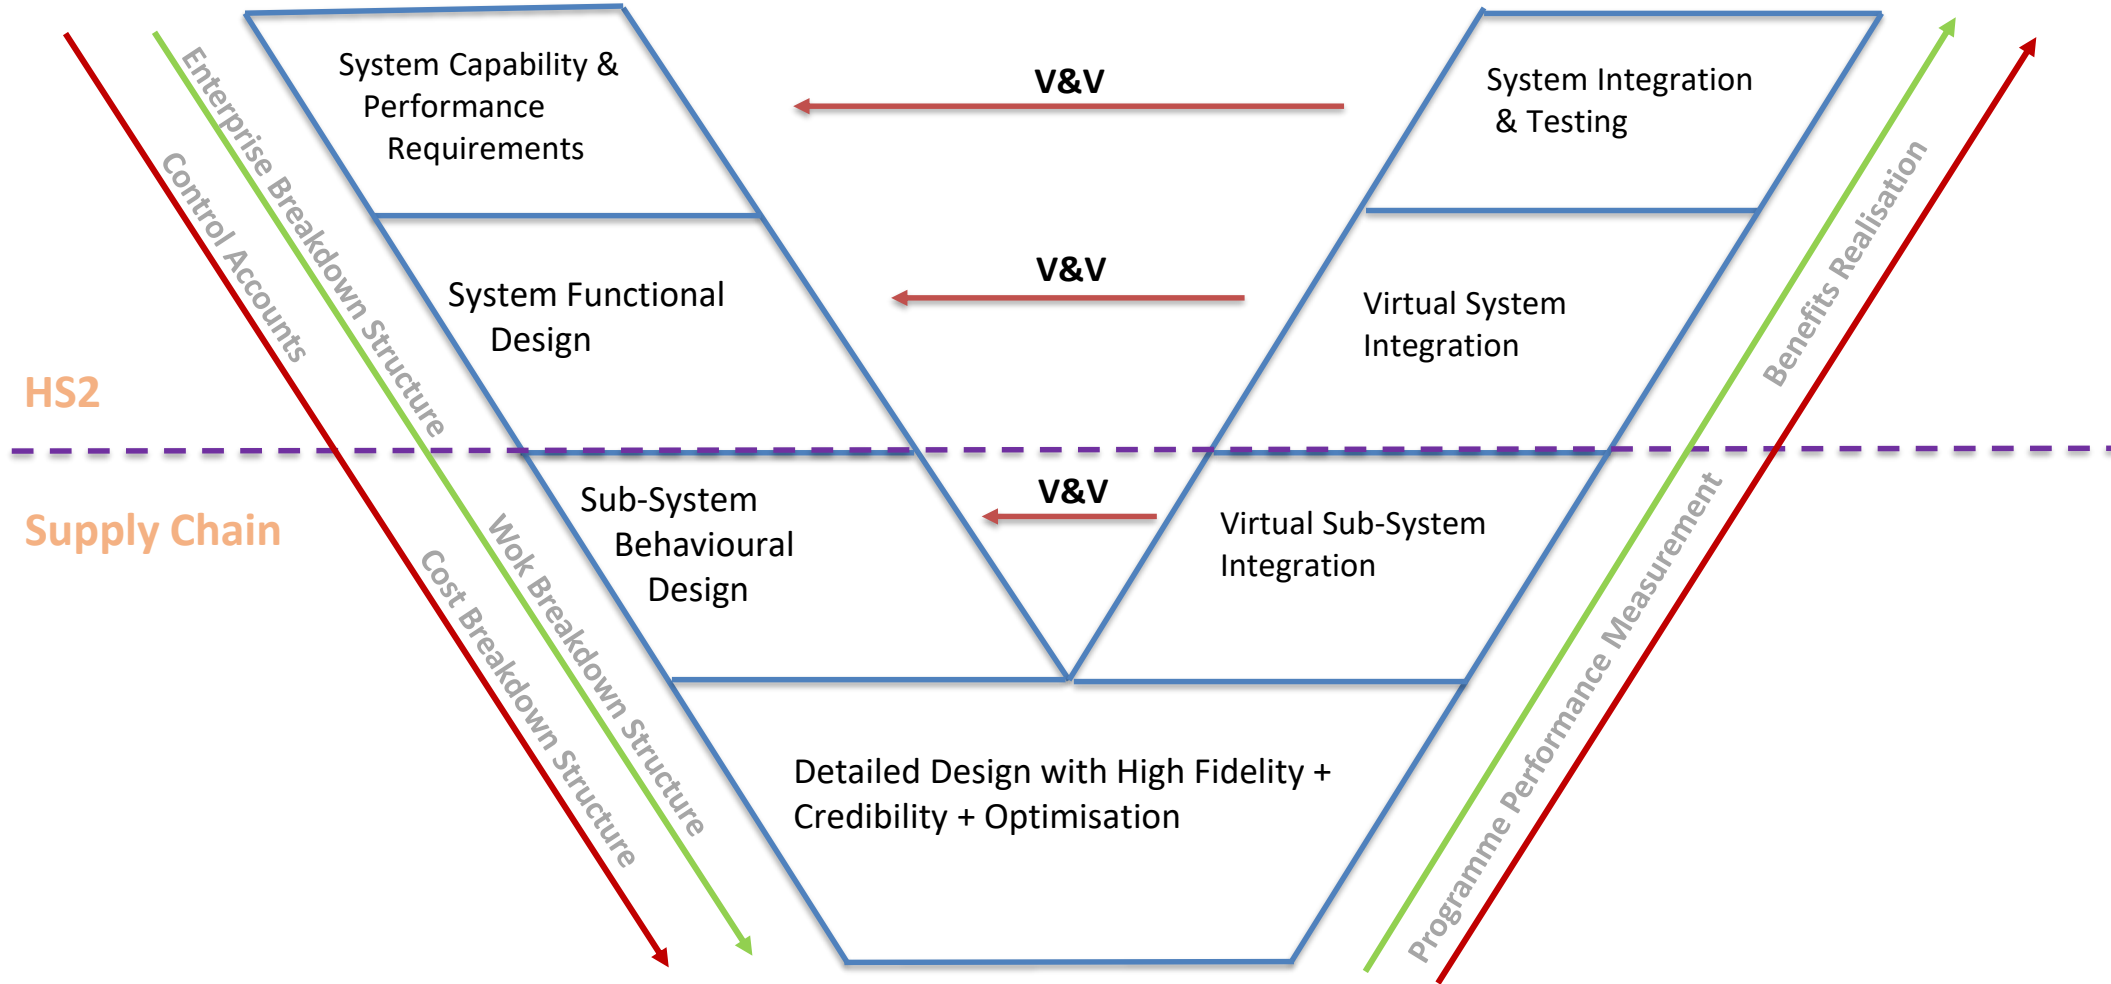 System Capability &
Performance
Requirements
V&V
System Integration
& Testing
Enterprise Breakdown Structure
Control Accounts
System Functional
Design
V&V
Virtual System
Integration
Benefits Realisation
HS2
Supply Chain
Sub-System
Behavioural
Design
V&V
Virtual Sub-System
Integration
Wok Breakdown Structure
Cost Breakdown Structure
Programme Performance Measurement
Detailed Design with High Fidelity +
Credibility + Optimisation